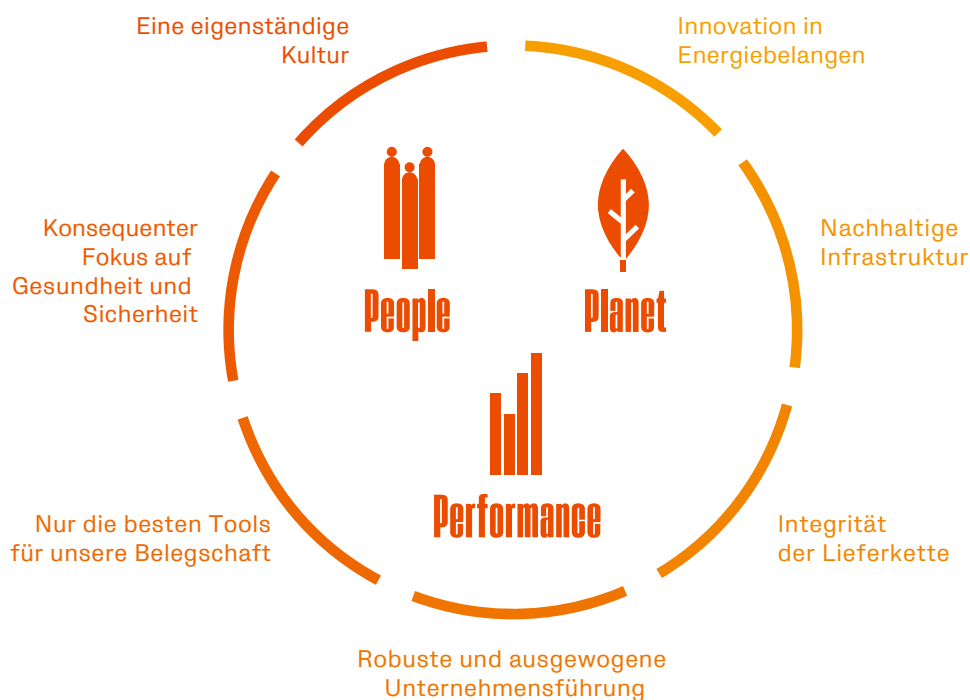 Eine eigenständige
Kultur
Innovation in
Energiebelangen
Konsequenter
Fokus auf
Gesundheit und
Sicherheit
Nachhaltige
Infrastruktur
People
Planet
Performance
Nur die besten Tools
für unsere Belegschaft
Integrität
der Lieferkette
Robuste und ausgewogene
Unternehmensführung